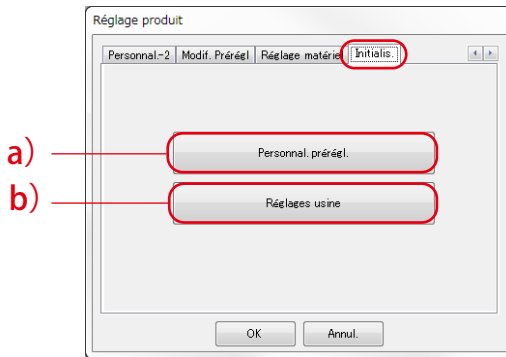 Réglage produit
Personnal.-2 Modif. Prérégl Réglage matérie Initialis.
a) Personnal. prérégl.
b) Réglages usine
OK Annul.